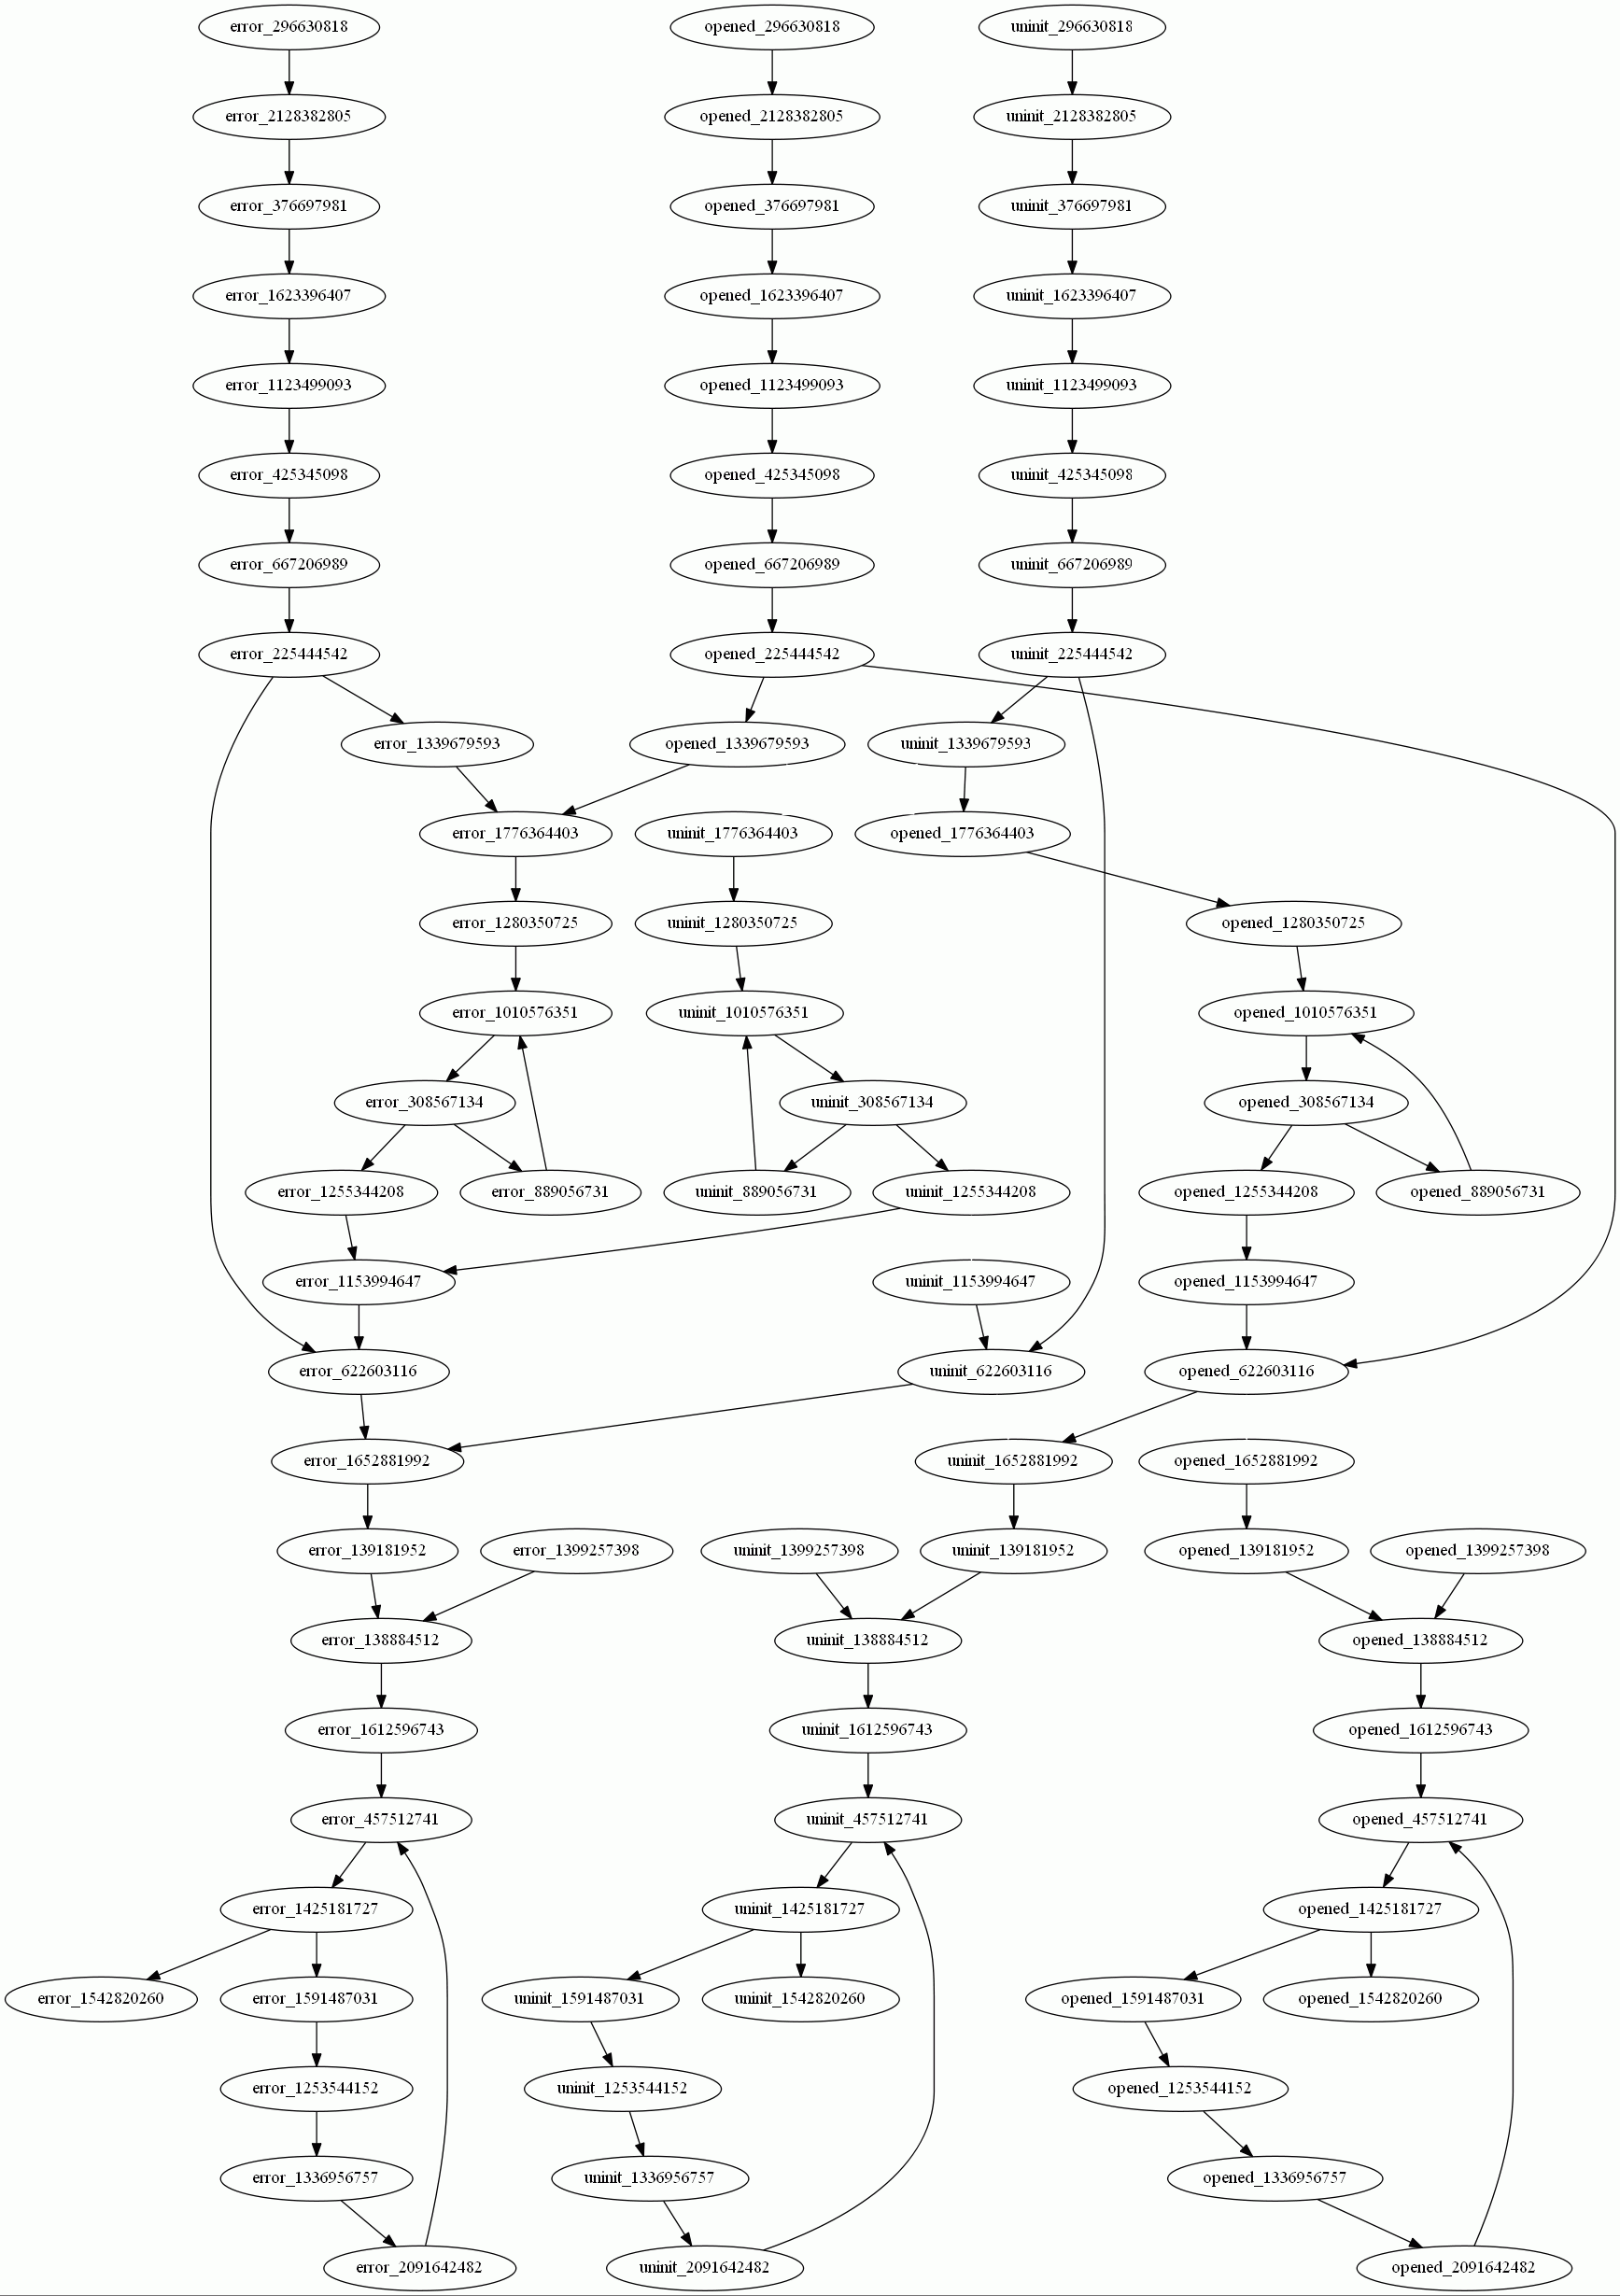 error_296630818
opened_296630818
uninit_296630818
error_2128382805
opened_2128382805
uninit_2128382805
error_376697981
opened_376697981
uninit_376697981
error_1623396407
opened_1623396407
uninit_1623396407
error_1123499093
opened_1123499093
uninit_1123499093
error_425345098
opened_425345098
uninit_425345098
error_667206989
opened_667206989
uninit_667206989
error_225444542
opened_225444542
uninit_225444542
error_1339679593
opened_1339679593
uninit_1339679593
error_1776364403
uninit_1776364403
opened_1776364403
error_1280350725
uninit_1280350725
opened_1280350725
error_1010576351
uninit_1010576351
opened_1010576351
error_308567134
uninit_308567134
opened_308567134
error_1255344208
error_889056731
uninit_889056731
uninit_1255344208
opened_1255344208
opened_889056731
error_1153994647
uninit_1153994647
opened_1153994647
error_622603116
uninit_622603116
opened_622603116
error_1652881992
uninit_1652881992
opened_1652881992
error_139181952
error_1399257398
uninit_1399257398
uninit_139181952
opened_139181952
opened_1399257398
error_138884512
uninit_138884512
opened_138884512
error_1612596743
uninit_1612596743
opened_1612596743
error_457512741
uninit_457512741
opened_457512741
error_1425181727
uninit_1425181727
opened_1425181727
error_1542820260
error_1591487031
uninit_1591487031
uninit_1542820260
opened_1591487031
opened_1542820260
error_1253544152
uninit_1253544152
opened_1253544152
error_1336956757
uninit_1336956757
opened_1336956757
error_2091642482
uninit_2091642482
opened_2091642482